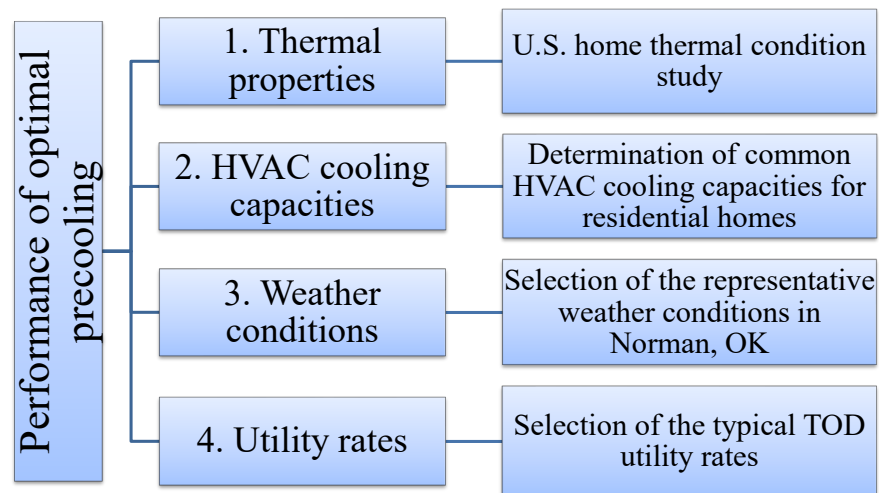 Performance of optimal
precooling
1. Thermal
properties
U.S. home thermal condition
study
2. HVAC cooling
capacities
Determination of common
HVAC cooling capacities for
residential homes
3. Weather
conditions
Selection of the representative
weather conditions in
Norman, OK
4. Utility rates
Selection of the typical TOD
utility rates